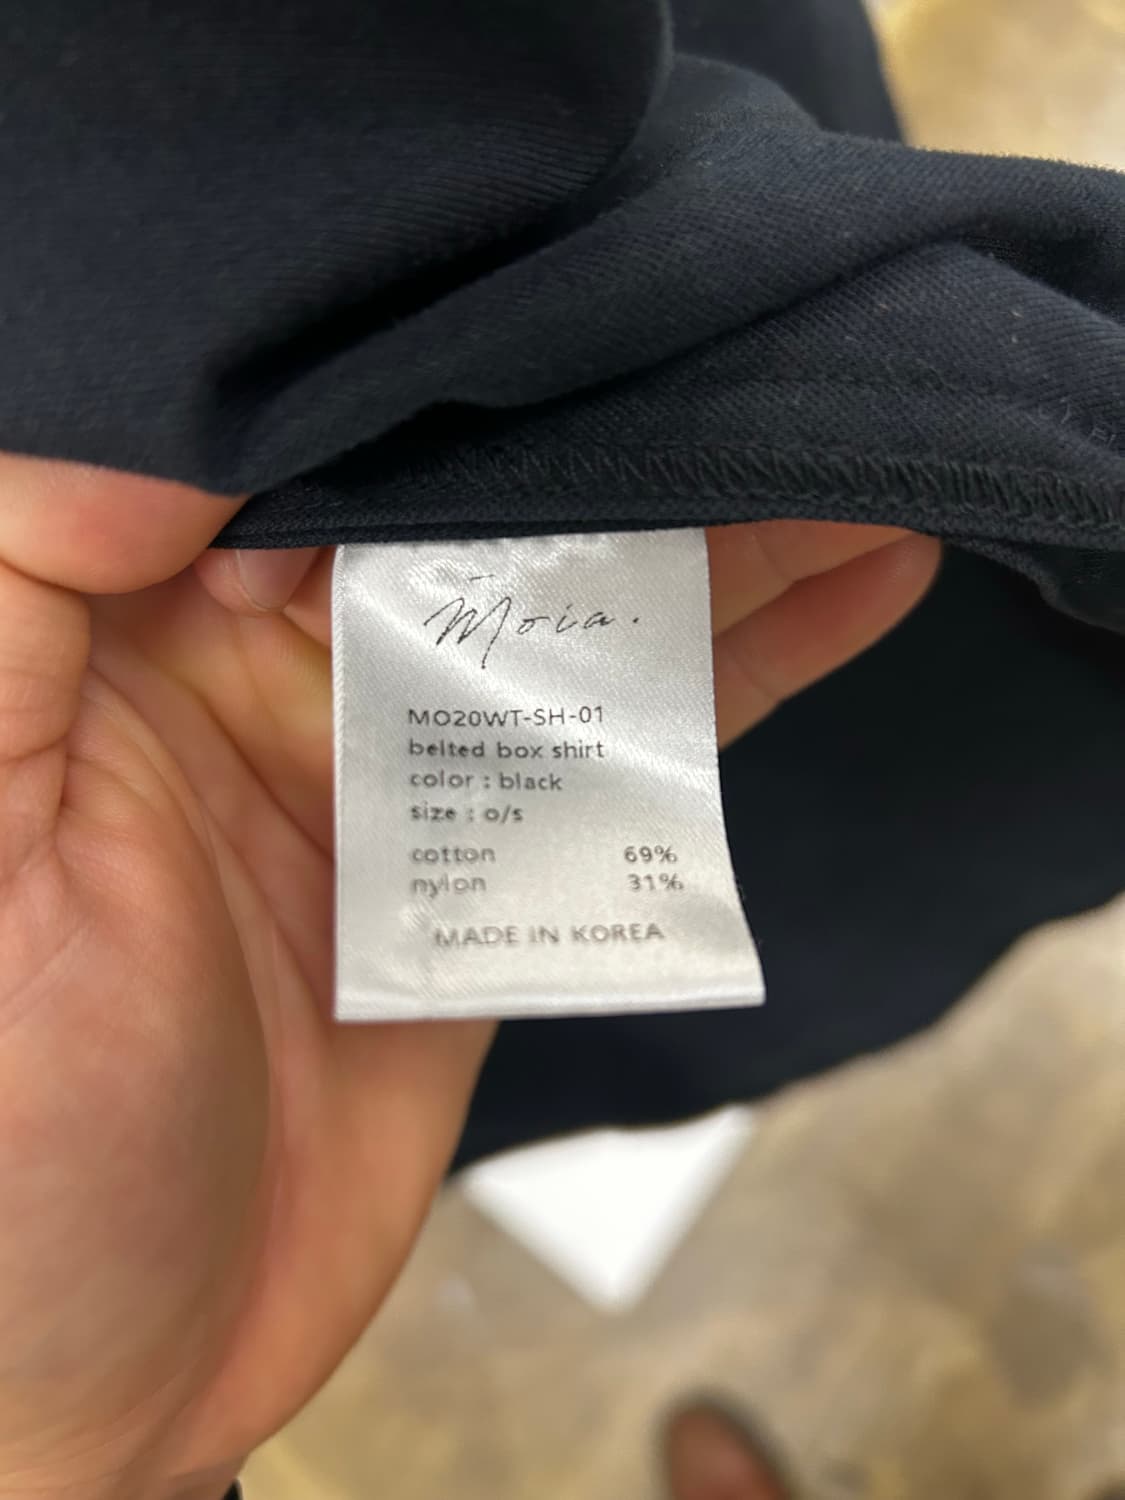 Moia.
MO20WT-SH-01
belted box shirt
color : black
size : o/s
cotton 69%
nylon 31%
MADE IN KOREA